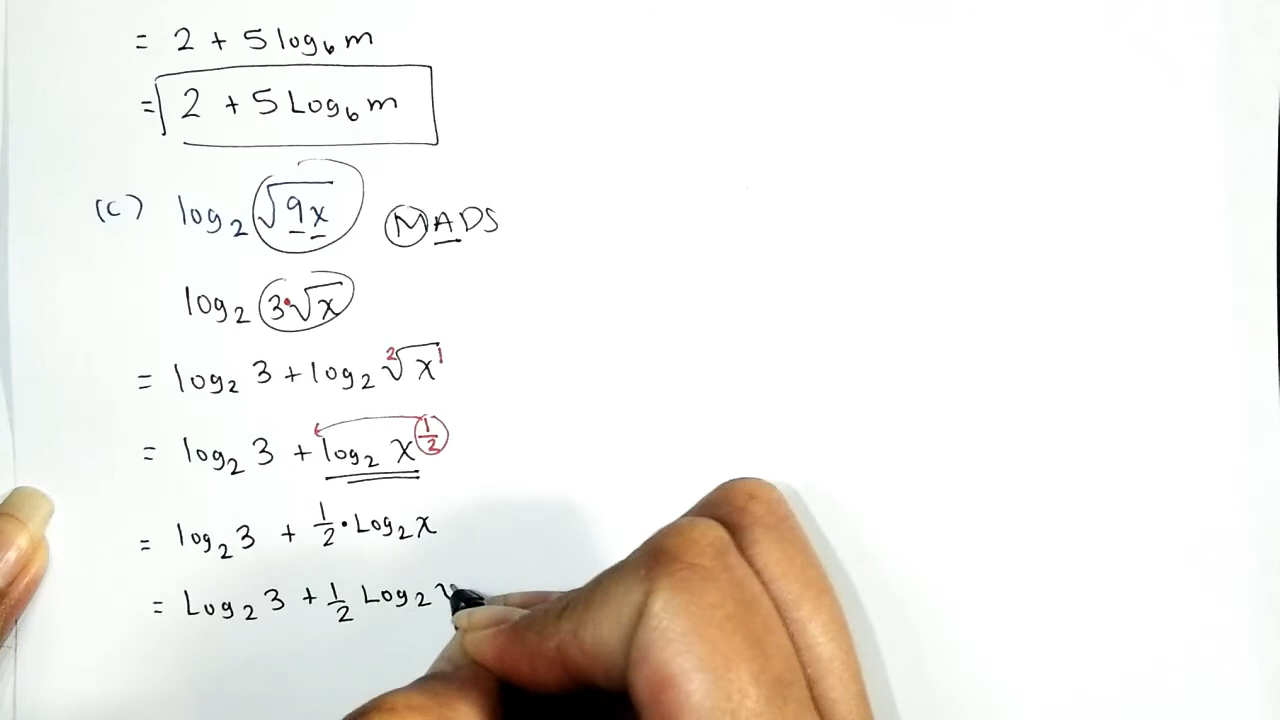 = 2 + 5 log₆ m
= 2 + 5 Log₆ m
(C) log₂ √9x MADS
log₂ 3•√x
= log₂ 3 + log₂ ²√x¹
= log₂ 3 + log₂ x^½
= log₂ 3 + ½ • Log₂ x
= Log₂ 3 + ½ Log₂